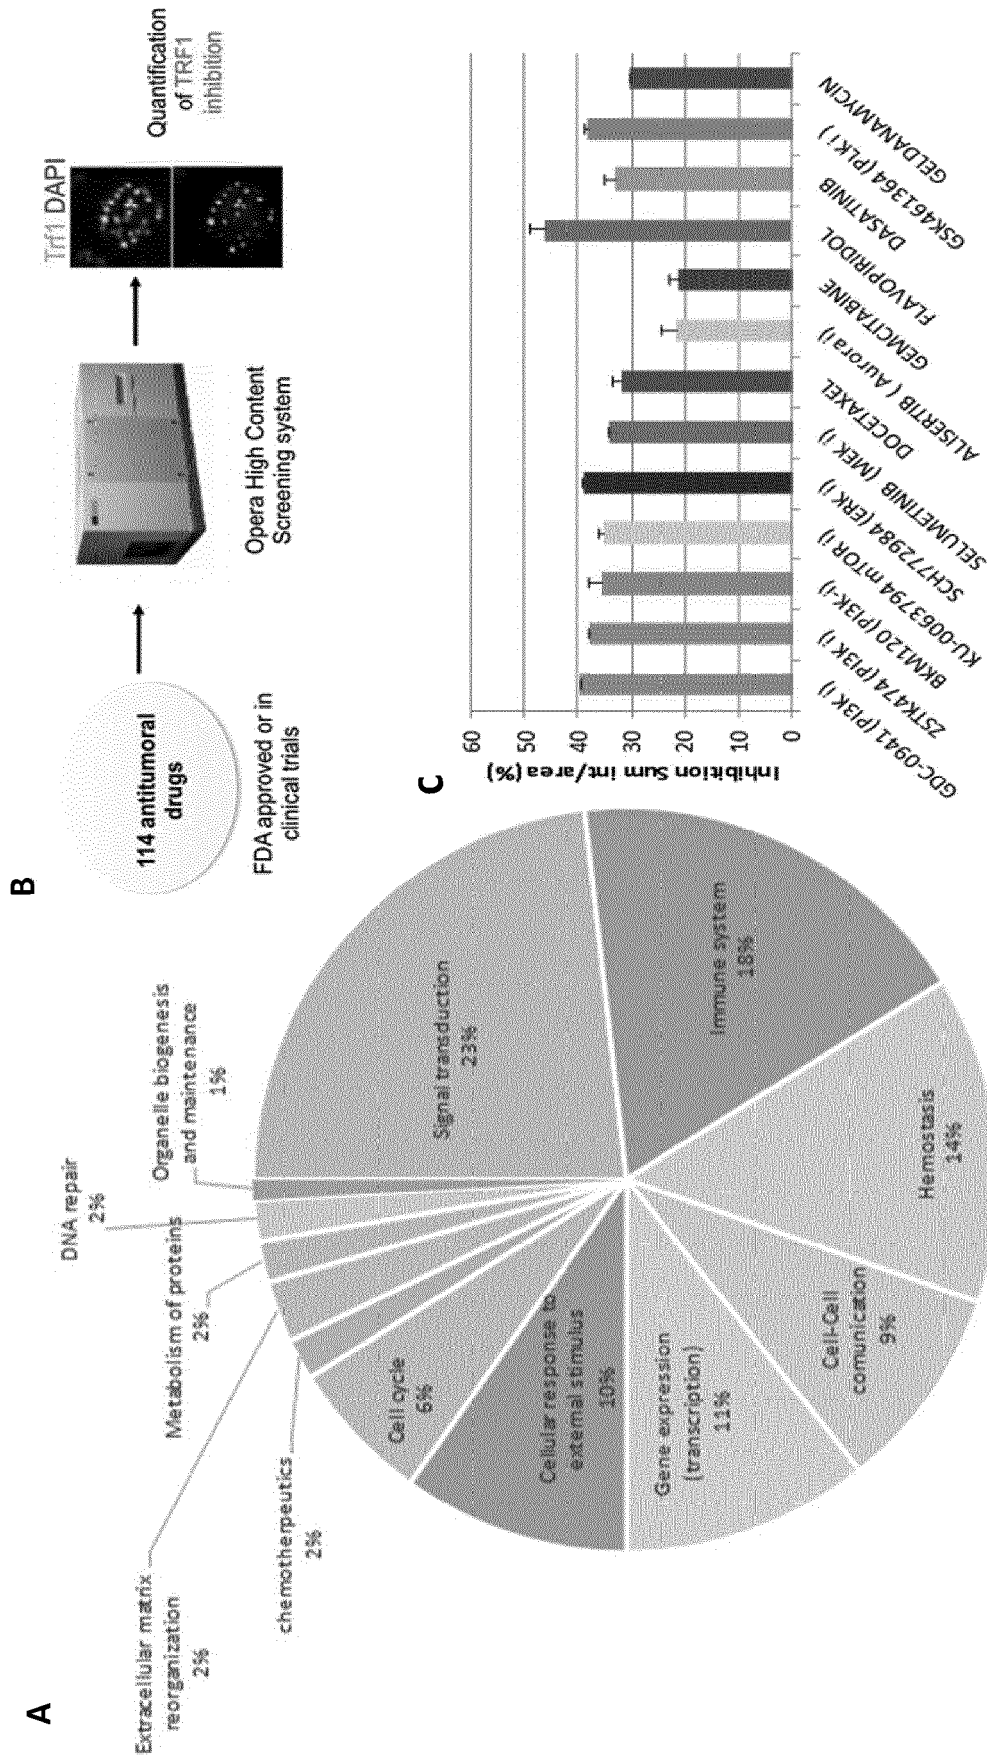 A
Extracellular matrix
reorganization
2%
chemotherpeutics
2%
Metabolism of proteins
2%
DNA repair
2%
Organelle biogenesis
and maintenance
1%
Signal transduction
23%
Immune system
18%
Hemostasis
14%
Cell-Cell
comunication
9%
Gene expression
(transcription)
11%
Cellular response to
external stimulus
10%
Cell cycle
6%
B
114 antitumoral
drugs
FDA approved or in
clinical trials
Opera High Content
Screening system
Trf1 DAPI
Quantification
of TRF1
inhibition
C
Inhibition Sum int/area (%)
60
50
40
30
20
10
0
GDC-0941 (PI3K i)
ZSTK474 (PI3K i)
BKM120 (PI3K-i)
KU-0063794 mTOR i)
SCH772984 (ERK i)
SELUMETINIB (MEK i)
DOCETAXEL
ALISERTIB ( Aurora i)
GEMCITABINE
FLAVOPIRIDOL
DASATINIB
GSK461364 (PLK i )
GELDANAMYCIN